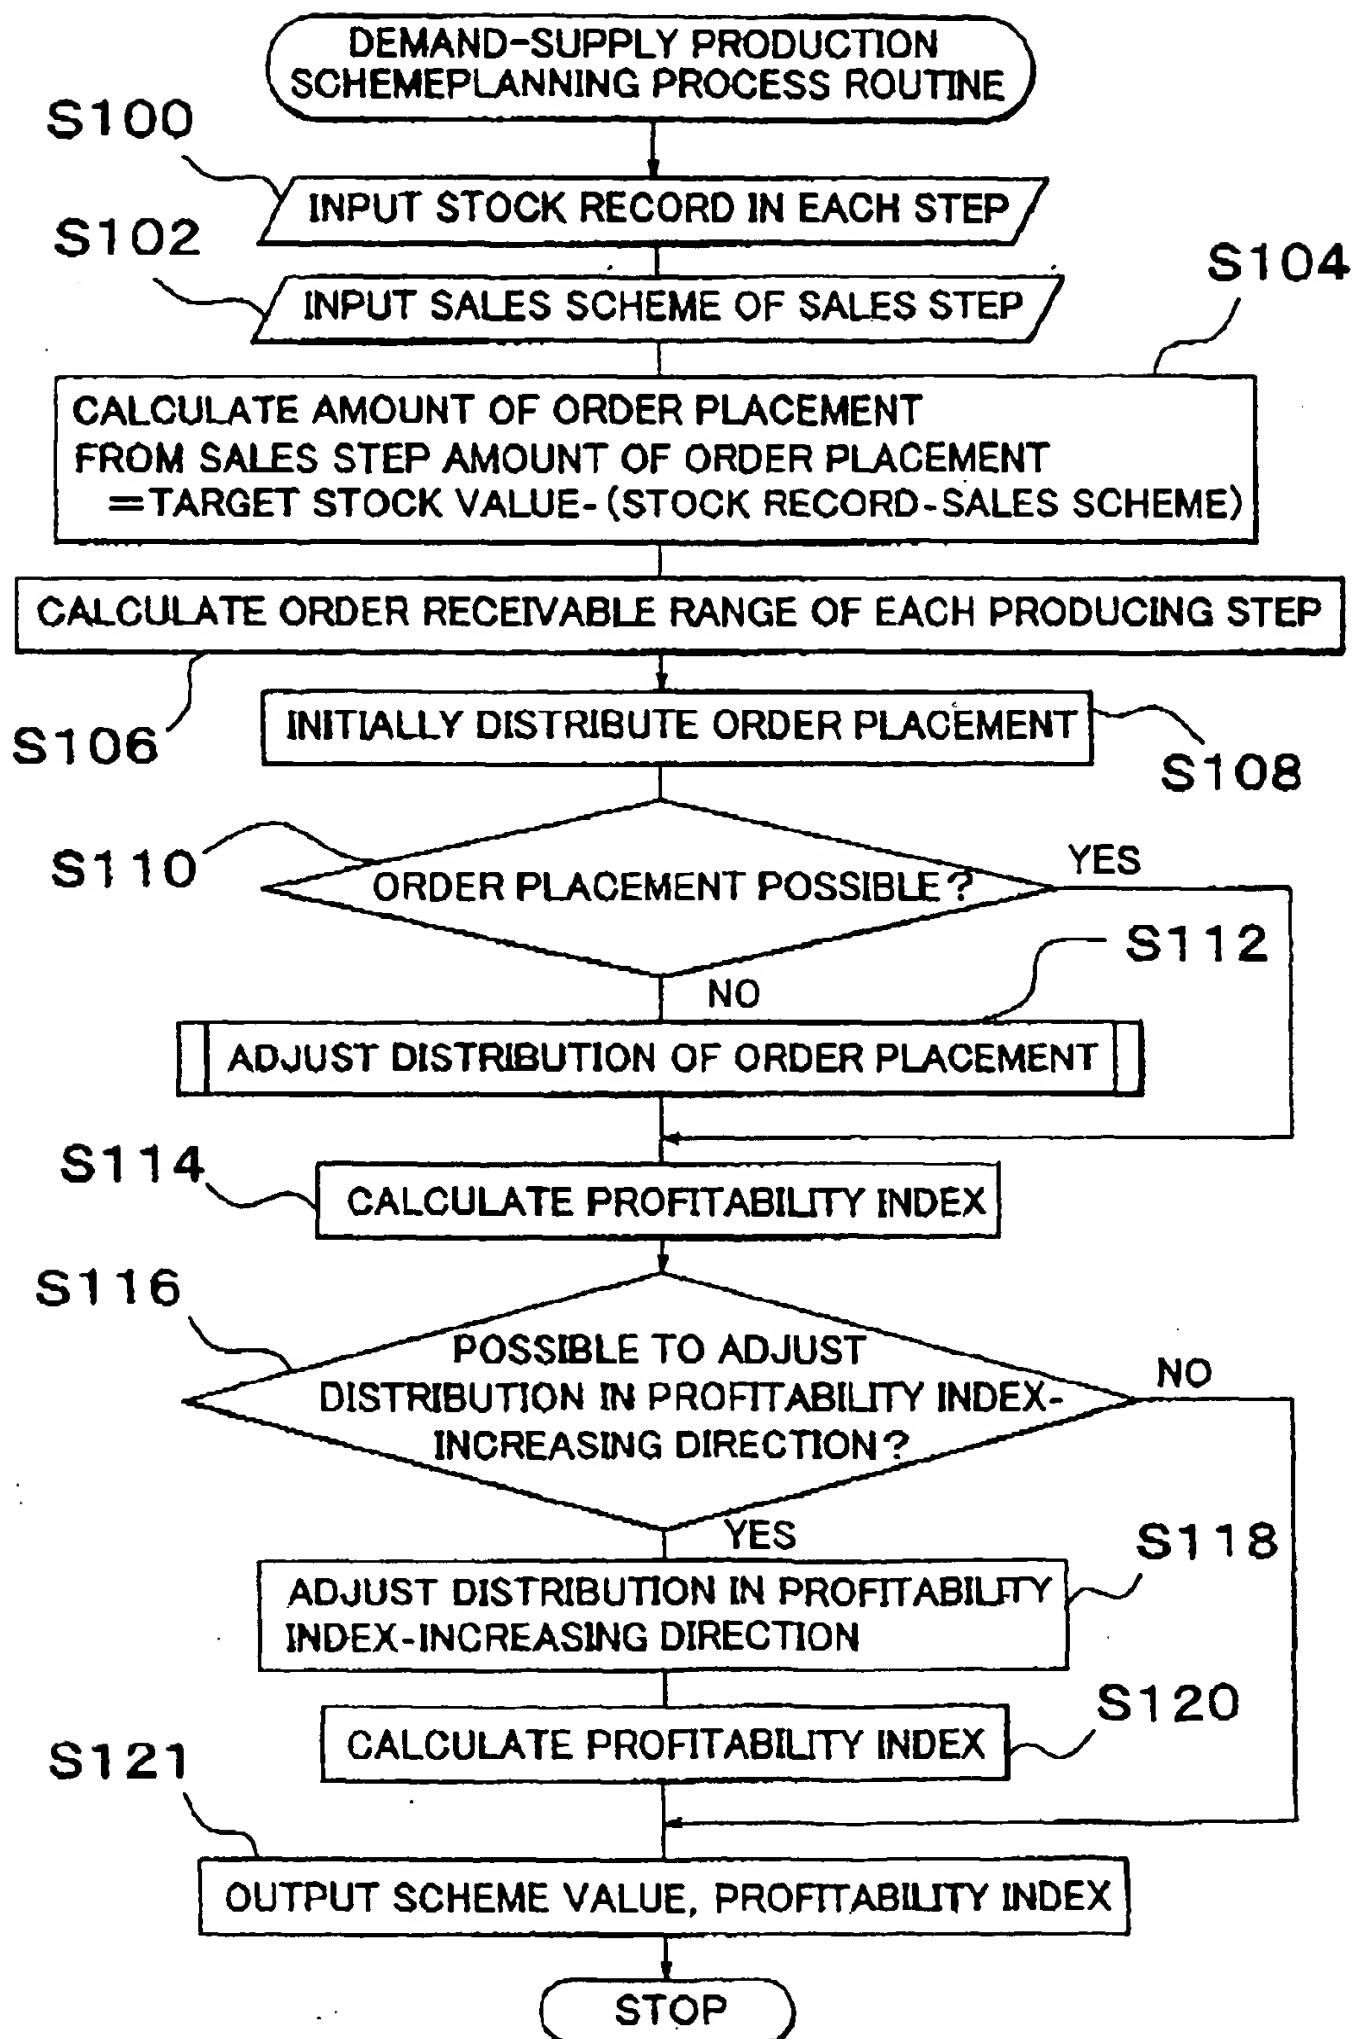 DEMAND-SUPPLY PRODUCTION
SCHEMEPLANNING PROCESS ROUTINE
S100
INPUT STOCK RECORD IN EACH STEP
S102
INPUT SALES SCHEME OF SALES STEP
S104
CALCULATE AMOUNT OF ORDER PLACEMENT
FROM SALES STEP AMOUNT OF ORDER PLACEMENT
=TARGET STOCK VALUE-(STOCK RECORD-SALES SCHEME)
CALCULATE ORDER RECEIVABLE RANGE OF EACH PRODUCING STEP
S106
INITIALLY DISTRIBUTE ORDER PLACEMENT
S108
S110
ORDER PLACEMENT POSSIBLE?
YES
S112
NO
ADJUST DISTRIBUTION OF ORDER PLACEMENT
S114
CALCULATE PROFITABILITY INDEX
S116
POSSIBLE TO ADJUST
DISTRIBUTION IN PROFITABILITY INDEX-
INCREASING DIRECTION?
NO
YES
S118
ADJUST DISTRIBUTION IN PROFITABILITY
INDEX-INCREASING DIRECTION
S120
CALCULATE PROFITABILITY INDEX
S121
OUTPUT SCHEME VALUE, PROFITABILITY INDEX
STOP